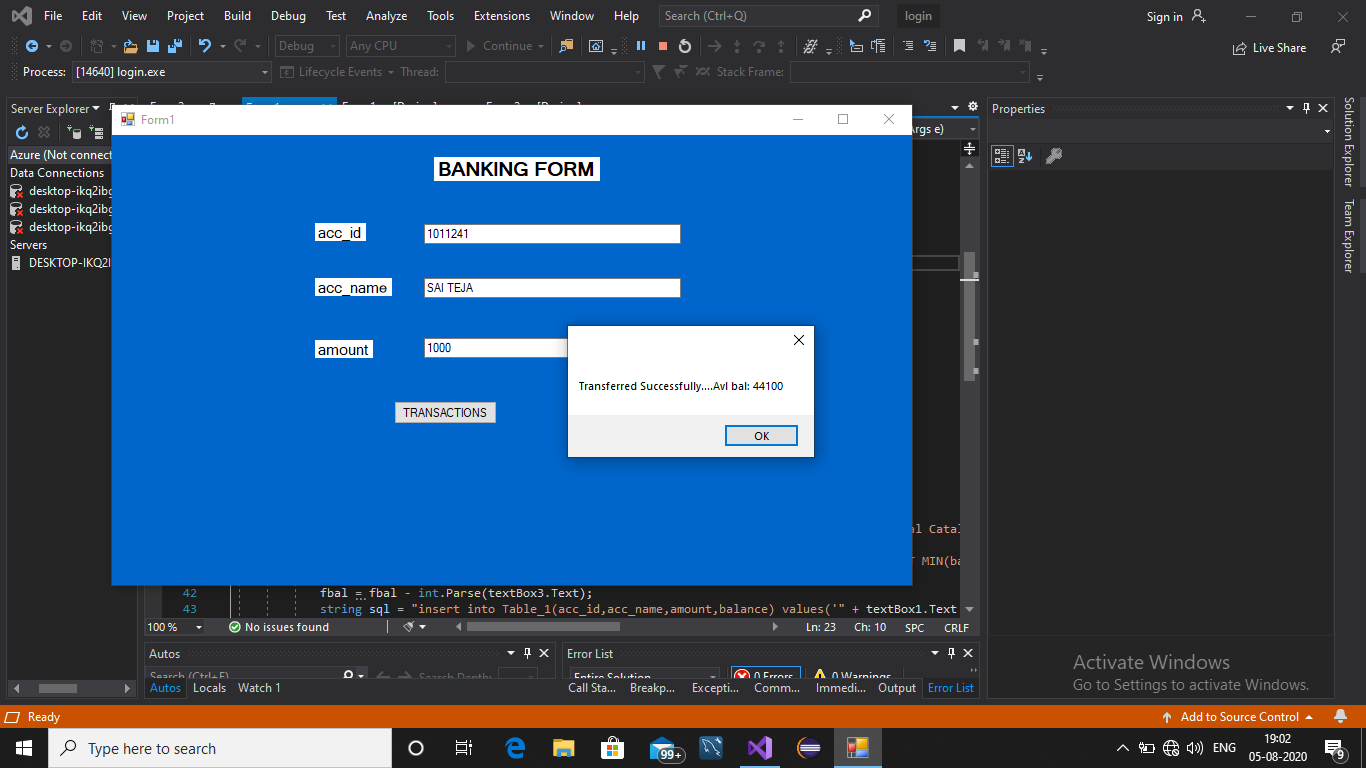 File Edit View Project Build Debug Test Analyze Tools Extensions Window Help Search (Ctrl+Q) login Sign in
Debug Any CPU Continue Live Share
Process: [14640] login.exe Lifecycle Events Thread: Stack Frame:
Server Explorer
Properties
Form1
Args e)
Azure (Not connect
Data Connections
desktop-ikq2ibg
desktop-ikq2ibg
desktop-ikq2ibg
Servers
DESKTOP-IKQ2I
BANKING FORM
acc_id 1011241
acc_name SAI TEJA
amount 1000
Transferred Successfully....Avl bal: 44100
OK
TRANSACTIONS
Solution Explorer
Team Explorer
al Catal
T MIN(ba
42 fbal = fbal - int.Parse(textBox3.Text);
43 string sql = "insert into Table_1(acc_id,acc_name,amount,balance) values('" + textBox1.Text
100 % No issues found Ln: 23 Ch: 10 SPC CRLF
Autos
Error List
Search (Ctrl+E) Search Depth:
Entire Solution 0 Errors 0 Warnings
Autos Locals Watch 1
Call Sta... Breakp... Excepti... Comm... Immedi... Output Error List
Activate Windows
Go to Settings to activate Windows.
Ready Add to Source Control
Type here to search
99+
ENG
19:02
05-08-2020
9